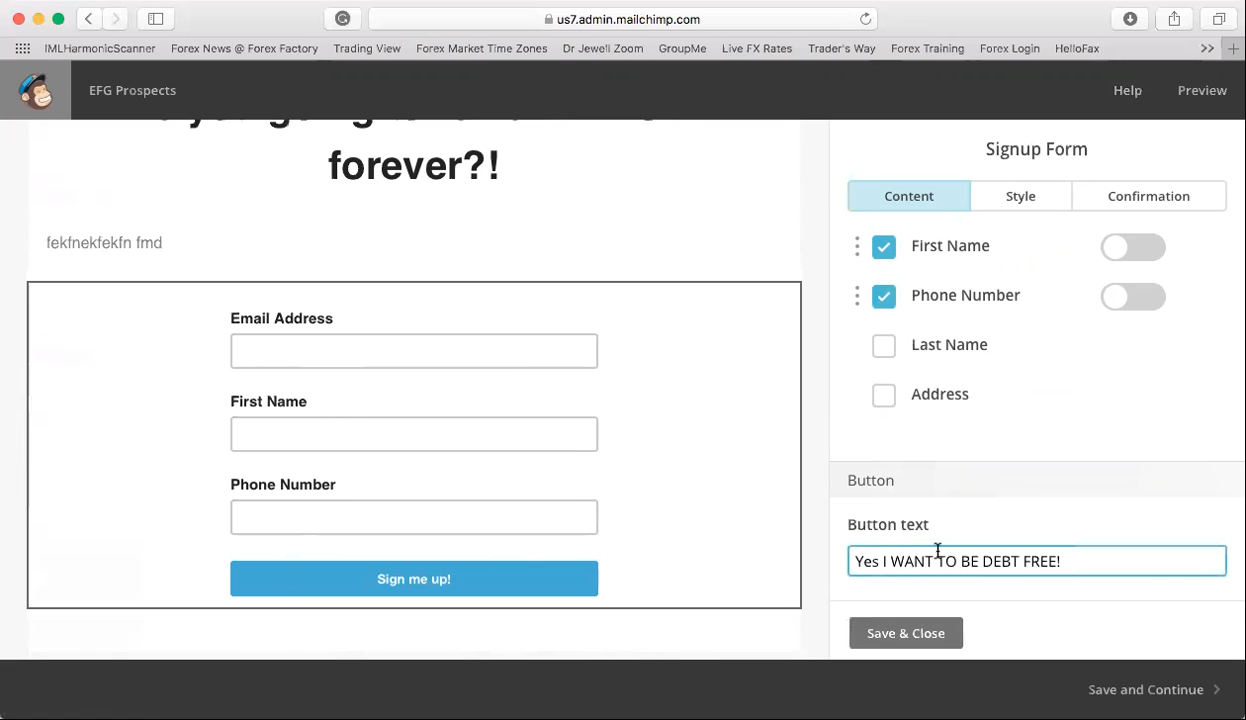 us7.admin.mailchimp.com
IMLHarmonicScanner Forex News @ Forex Factory Trading View Forex Market Time Zones Dr Jewell Zoom GroupMe Live FX Rates Trader's Way Forex Training Forex Login HelloFax
EFG Prospects Help Preview
forever?!
fekfnekfekfn fmd
Email Address
First Name
Phone Number
Sign me up!
Signup Form
Content Style Confirmation
First Name
Phone Number
Last Name
Address
Button
Button text
Yes I WANT TO BE DEBT FREE!
Save & Close
Save and Continue